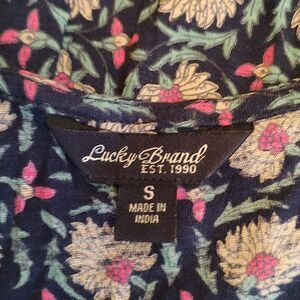 Lucky Brand
EST. 1990
S
MADE IN
INDIA